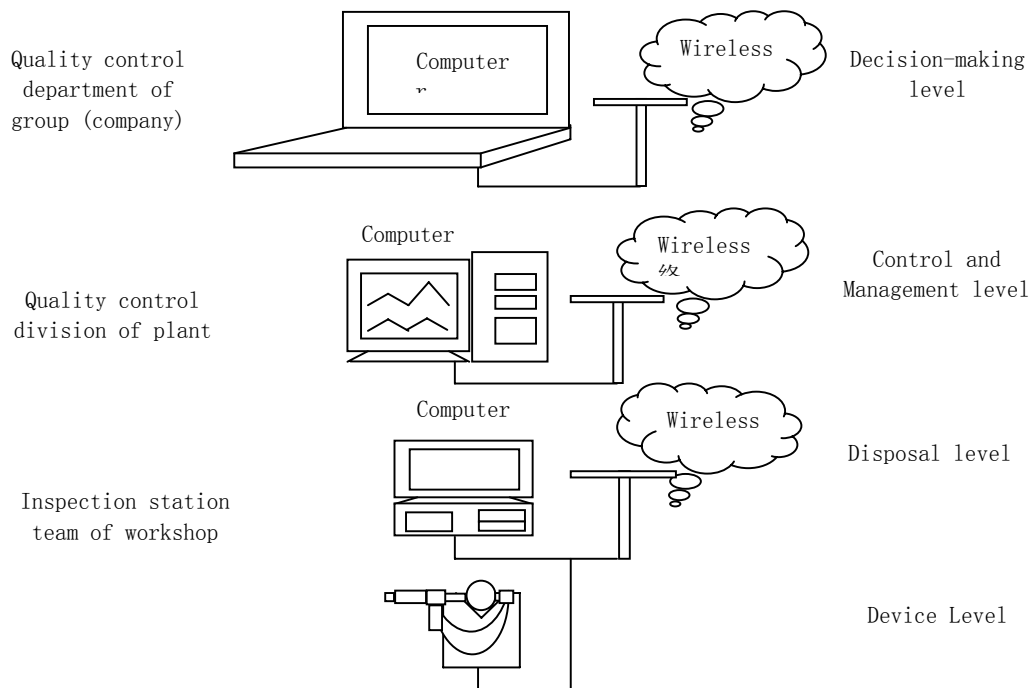 Quality control
department of
group (company)
Computer
Wireless
Decision-making
level
Computer
Wireless
Control and
Management level
Quality control
division of plant
Computer
Wireless
Disposal level
Inspection station
team of workshop
Device Level